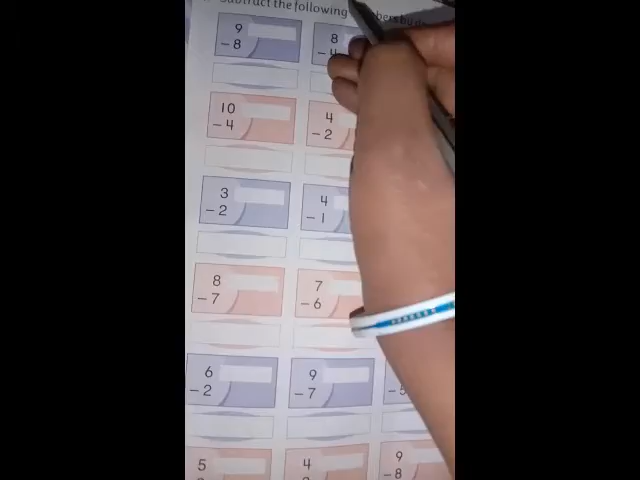 Subtract the following
9 8
- 8 - 4
10 4
- 4 - 2
3 4
- 2 - 1
8 7
- 7 - 6
6 9
- 2 - 7 - 5
5 4 9
- 8